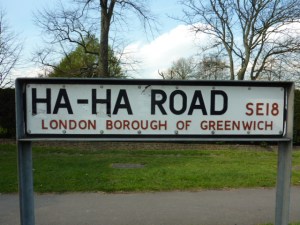 HA-HA ROAD SE18
LONDON BOROUGH OF GREENWICH